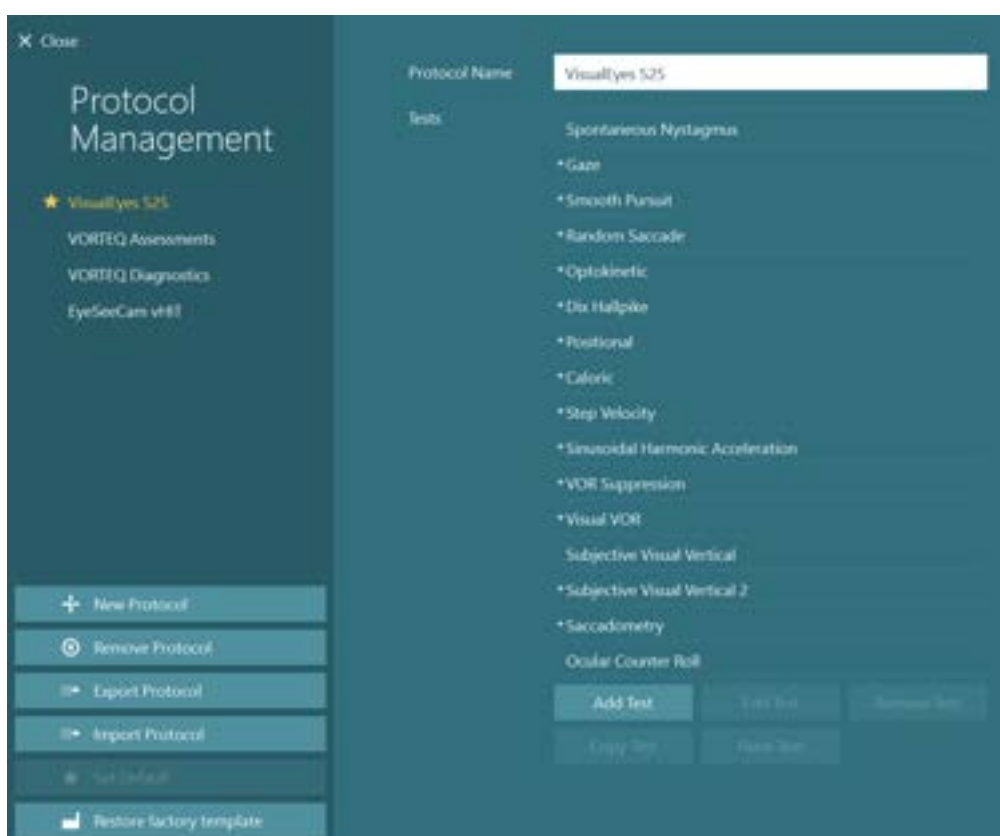 Close
Protocol
Management
VisualEyes 525
VORTEQ Assessments
VORTEQ Diagnostics
EyeSeeCam vHIT
New Protocol
Remove Protocol
Export Protocol
Import Protocol
Set Default
Restore factory template
Protocol Name
VisualEyes 525
Tests
Spontaneous Nystagmus
*Gaze
*Smooth Pursuit
*Random Saccade
*Optokinetic
*Dix Hallpike
*Positional
*Caloric
*Step Velocity
*Sinusoidal Harmonic Acceleration
*VOR Suppression
*Visual VOR
Subjective Visual Vertical
*Subjective Visual Vertical 2
*Saccadometry
Ocular Counter Roll
Add Test
Edit Test
Remove Test
Copy Test
Paste Test